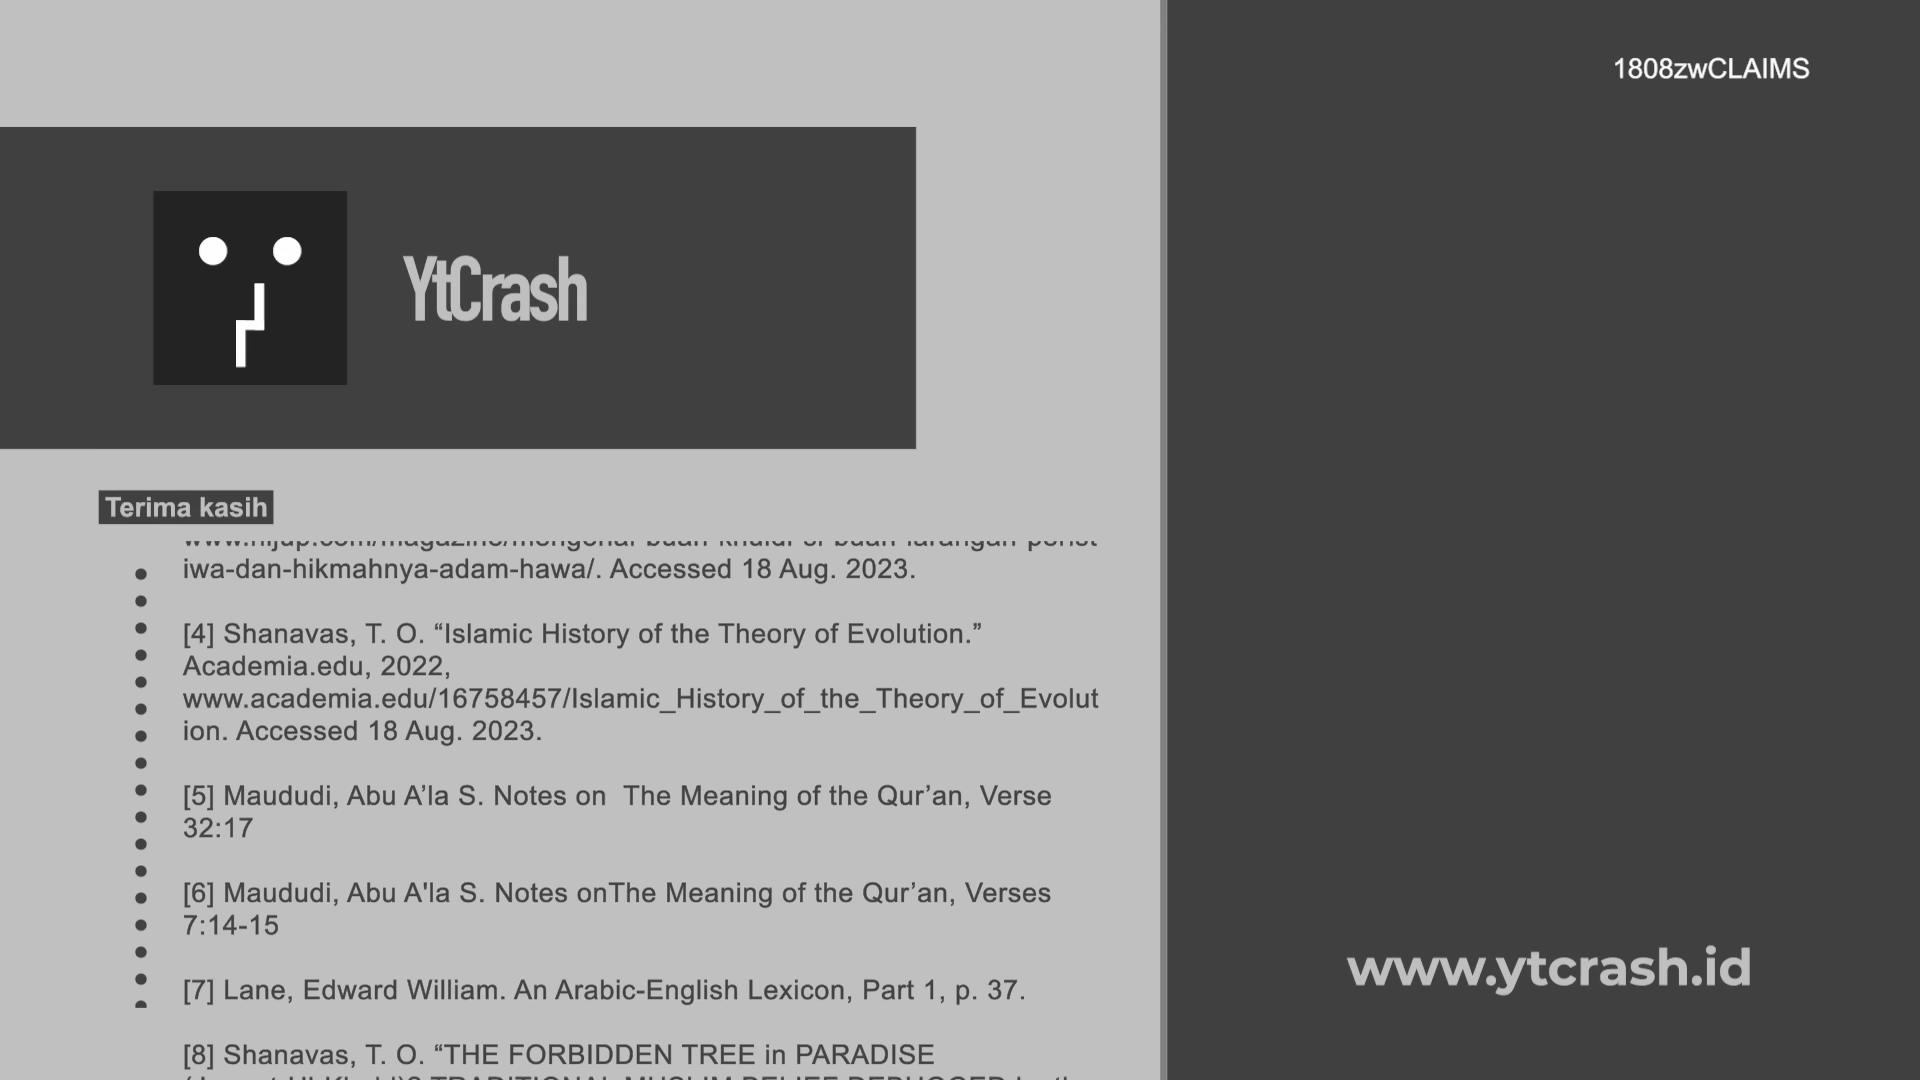 1808zwCLAIMS
YtCrash
Terima kasih
iwa-dan-hikmahnya-adam-hawa/. Accessed 18 Aug. 2023.
[4] Shanavas, T. O. “Islamic History of the Theory of Evolution.”
Academia.edu, 2022,
www.academia.edu/16758457/Islamic_History_of_the_Theory_of_Evolut
ion. Accessed 18 Aug. 2023.
[5] Maududi, Abu A’la S. Notes on  The Meaning of the Qur’an, Verse
32:17
[6] Maududi, Abu A'la S. Notes onThe Meaning of the Qur’an, Verses
7:14-15
[7] Lane, Edward William. An Arabic-English Lexicon, Part 1, p. 37.
[8] Shanavas, T. O. “THE FORBIDDEN TREE in PARADISE
www.ytcrash.id